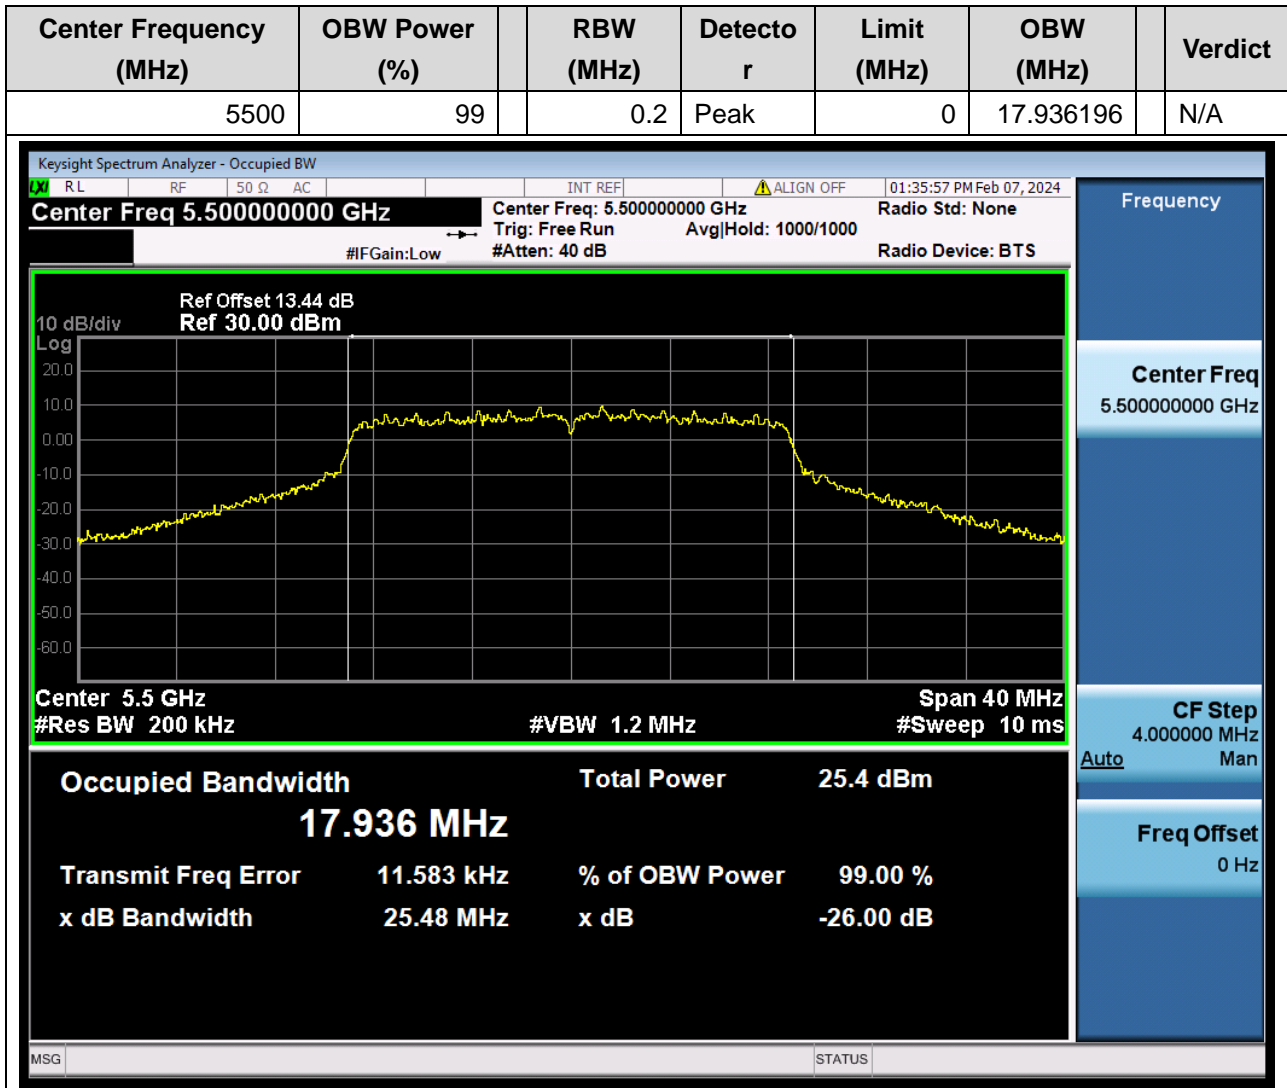 Center Frequency (MHz) OBW Power (%) RBW (MHz) Detecto r Limit (MHz) OBW (MHz) Verdict
5500 99 0.2 Peak 0 17.936196 N/A
Keysight Spectrum Analyzer - Occupied BW
LXI RL RF 50 Ω AC INT REF ALIGN OFF 01:35:57 PM Feb 07, 2024
Center Freq 5.500000000 GHz Center Freq: 5.500000000 GHz Radio Std: None
Trig: Free Run Avg|Hold: 1000/1000
#IFGain:Low #Atten: 40 dB Radio Device: BTS
Frequency
Ref Offset 13.44 dB
10 dB/div Ref 30.00 dBm
Log
20.0
10.0
0.00
-10.0
-20.0
-30.0
-40.0
-50.0
-60.0
Center 5.5 GHz Span 40 MHz
#Res BW 200 kHz #VBW 1.2 MHz #Sweep 10 ms
Center Freq
5.500000000 GHz
CF Step
4.000000 MHz
Auto Man
Freq Offset
0 Hz
Occupied Bandwidth Total Power 25.4 dBm
17.936 MHz
Transmit Freq Error 11.583 kHz % of OBW Power 99.00 %
x dB Bandwidth 25.48 MHz x dB -26.00 dB
MSG STATUS